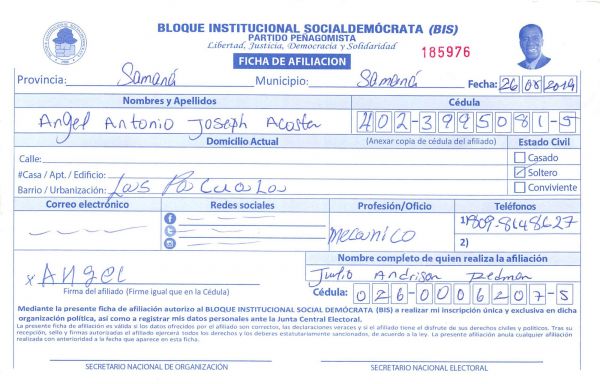 BLOQUE INSTITUCIONAL SOCIALDEMÓCRATA (BIS)
PARTIDO PEÑAGOMISTA
Libertad, Justicia, Democracia y Solidaridad
185976
FICHA DE AFILIACION
Provincia: Samaná Municipio: Samaná Fecha: 26 08 2019
Nombres y Apellidos Cédula
Angel Antonio Joseph Acosta 402-3995081-5
Domicilio Actual (Anexar copia de cédula del afiliado) Estado Civil
Calle: Casado
#Casa / Apt. / Edificio: Soltero
Barrio / Urbanización: Las Pascualas Conviviente
Correo electrónico Redes sociales Profesión/Oficio Teléfonos
Mecanico 1) 809-8148627
2)
Nombre completo de quien realiza la afiliación
x Angel Julio Andrison
Firma del afiliado (Firme igual que en la Cédula) Cédula: 026-0006207-5
Mediante la presente ficha de afiliación autorizo al BLOQUE INSTITUCIONAL SOCIAL DEMÓCRATA (BIS) a realizar mi inscripción única y exclusiva en dicha
organización política, así como a registrar mis datos personales ante la Junta Central Electoral.
La presente ficha de afiliación es válida si los datos ofrecidos por el afiliado son correctos, las declaraciones veraces y si el afiliado tiene el disfrute de sus derechos civiles y políticos. Tras su
recepción, sello y firmas autorizadas el afiliado ejercerá todos los derechos y los deberes estatutariamente sancionados, de acuerdo a la ley. La presente afiliación anula cualquier afiliación
realizada con anterioridad a la fecha que aparece en esta ficha.
SECRETARIO NACIONAL DE ORGANIZACIÓN SECRETARIO NACIONAL ELECTORAL